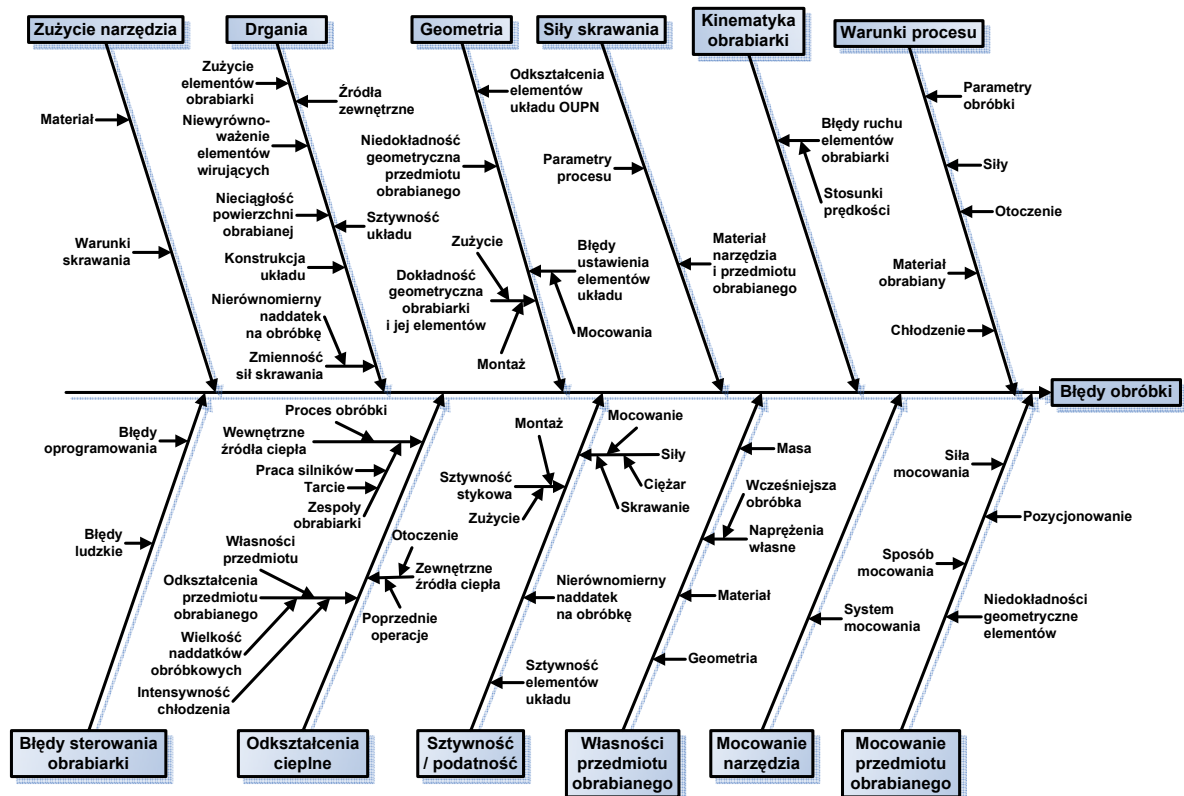 Zużycie narzędzia
Drgania
Geometria
Siły skrawania
Kinematyka
obrabiarki
Warunki procesu
Materiał
Warunki
skrawania
Zużycie
elementów
obrabiarki
Źródła
zewnętrzne
Niewyrówno-
ważenie
elementów
wirujących
Nieciągłość
powierzchni
obrabianej
Sztywność
układu
Konstrukcja
układu
Nierównomierny
naddatek
na obróbkę
Zmienność
sił skrawania
Odkształcenia
elementów
układu OUPN
Niedokładność
geometryczna
przedmiotu
obrabianego
Zużycie
Błędy
ustawienia
elementów
układu
Dokładność
geometryczna
obrabiarki
i jej elementów
Mocowania
Montaż
Parametry
procesu
Materiał
narzędzia
i przedmiotu
obrabianego
Błędy ruchu
elementów
obrabiarki
Stosunki
prędkości
Parametry
obróbki
Siły
Otoczenie
Materiał
obrabiany
Chłodzenie
Błędy obróbki
Błędy
oprogramowania
Błędy
ludzkie
Proces obróbki
Wewnętrzne
źródła ciepła
Praca silników
Tarcie
Zespoły
obrabiarki
Własności
przedmiotu
Otoczenie
Zewnętrzne
źródła ciepła
Odkształcenia
przedmiotu
obrabianego
Poprzednie
operacje
Wielkość
naddatków
obróbkowych
Intensywność
chłodzenia
Montaż
Mocowanie
Siły
Sztywność
stykowa
Ciężar
Skrawanie
Zużycie
Nierównomierny
naddatek
na obróbkę
Sztywność
elementów
układu
Masa
Wcześniejsza
obróbka
Naprężenia
własne
Materiał
Geometria
System
mocowania
Siła
mocowania
Pozycjonowanie
Sposób
mocowania
Niedokładności
geometryczne
elementów
Błędy sterowania
obrabiarki
Odkształcenia
cieplne
Sztywność
/ podatność
Własności
przedmiotu
obrabianego
Mocowanie
narzędzia
Mocowanie
przedmiotu
obrabianego